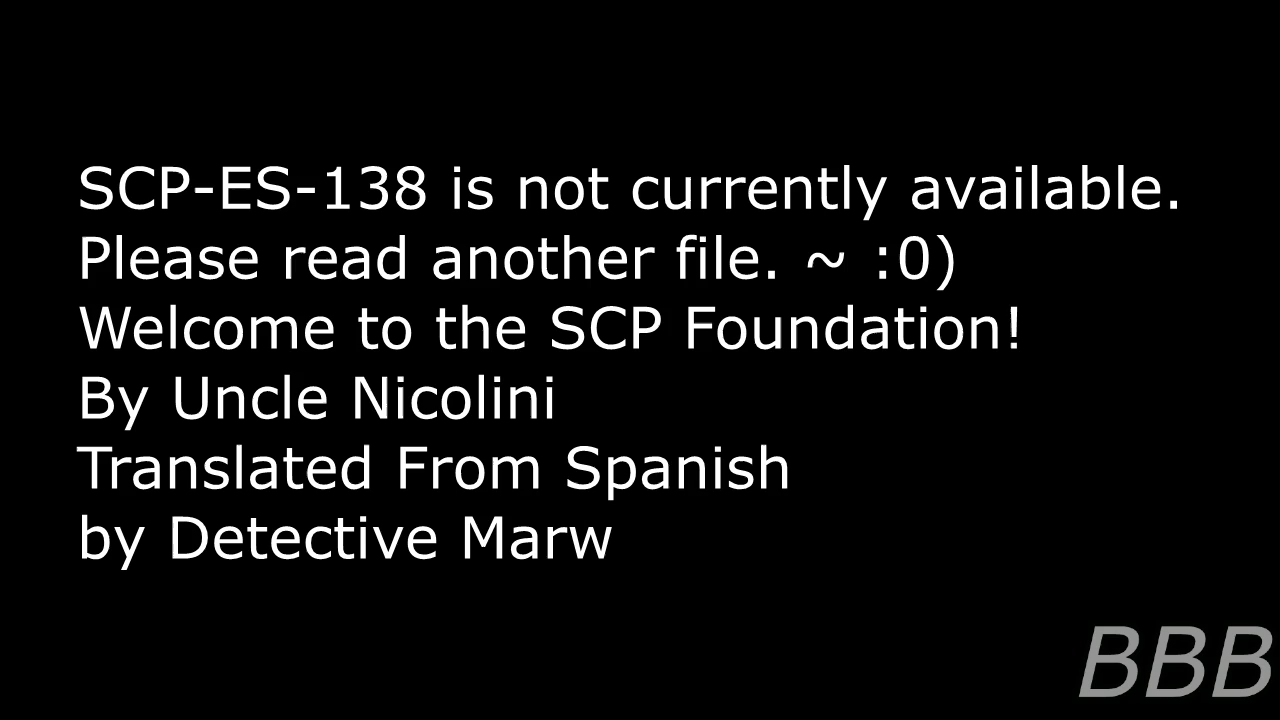 SCP-ES-138 is not currently available.
Please read another file. ~ :0)
Welcome to the SCP Foundation!
By Uncle Nicolini
Translated From Spanish
by Detective Marw
BBB